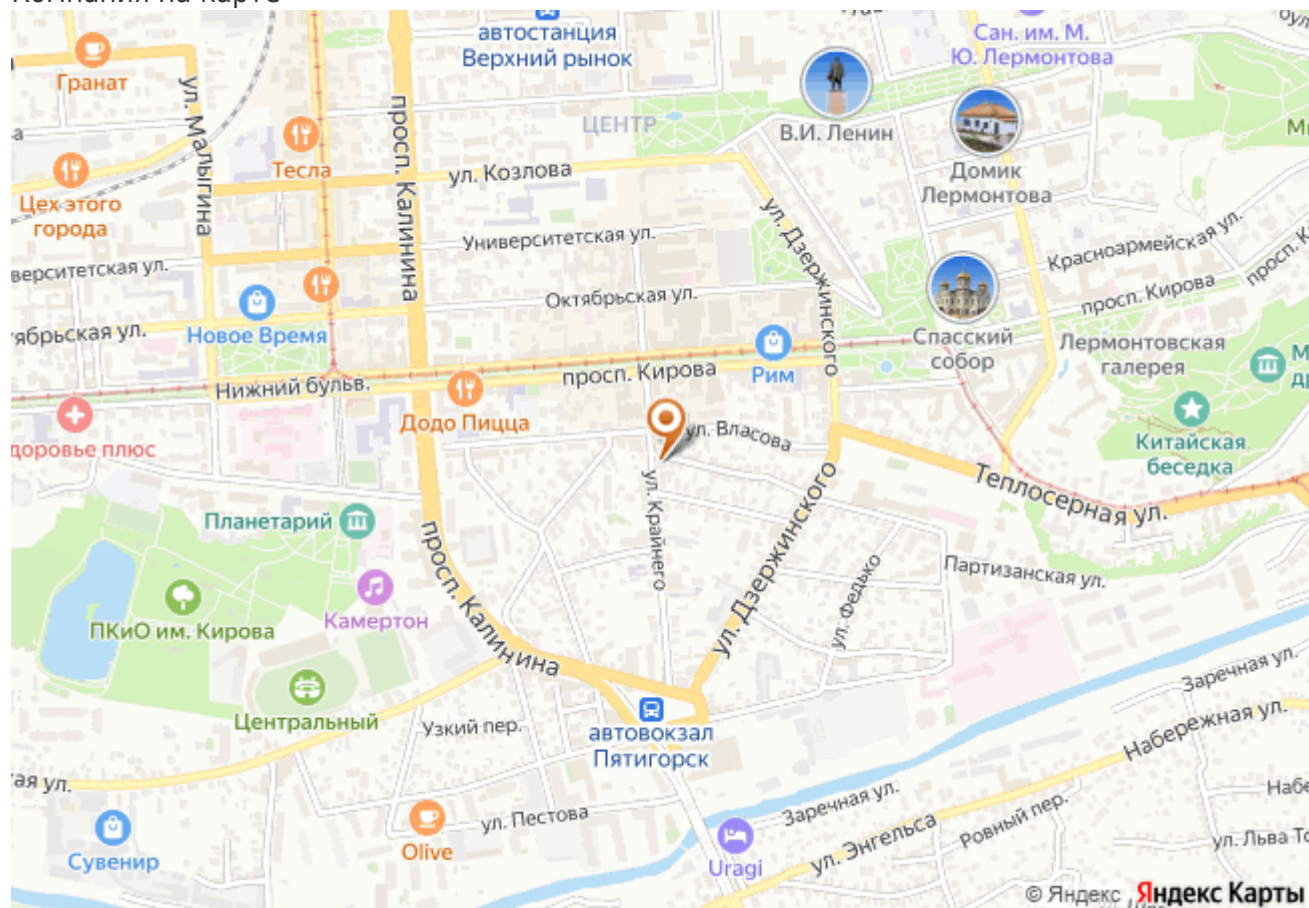 Компания на карте
автостанция
Верхний рынок
Сан. им. М.
Ю. Лермонтова
Гранат
ул. Малыгина
просп. Калинина
ЦЕНТР
В.И. Ленин
Домик
Лермонтова
Тесла
ул. Козлова
Цех этого
города
ул. Дзержинского
Университетская ул.
Красноармейская ул.
верситетская ул.
Октябрьская ул.
просп. Кирова
Новое Время
ябрьская ул.
Спасский
собор
Лермонтовская
галерея
просп. Кирова
Рим
Нижний бульв.
Додо Пицца
ул. Власова
Китайская
беседка
доровье плюс
Теплосерная ул.
ул. Крайнего
Планетарий
просп. Калинина
ул. Дзержинского
ул. Федько
Партизанская ул.
Камертон
ПКиО им. Кирова
Заречная ул.
Центральный
Узкий пер.
автовокзал
Пятигорск
Набережная ул.
ая ул.
Заречная ул.
ул. Пестова
Ровный пер.
ул. Энгельса
Сувенир
Olive
Uragi
© Яндекс Яндекс Карты